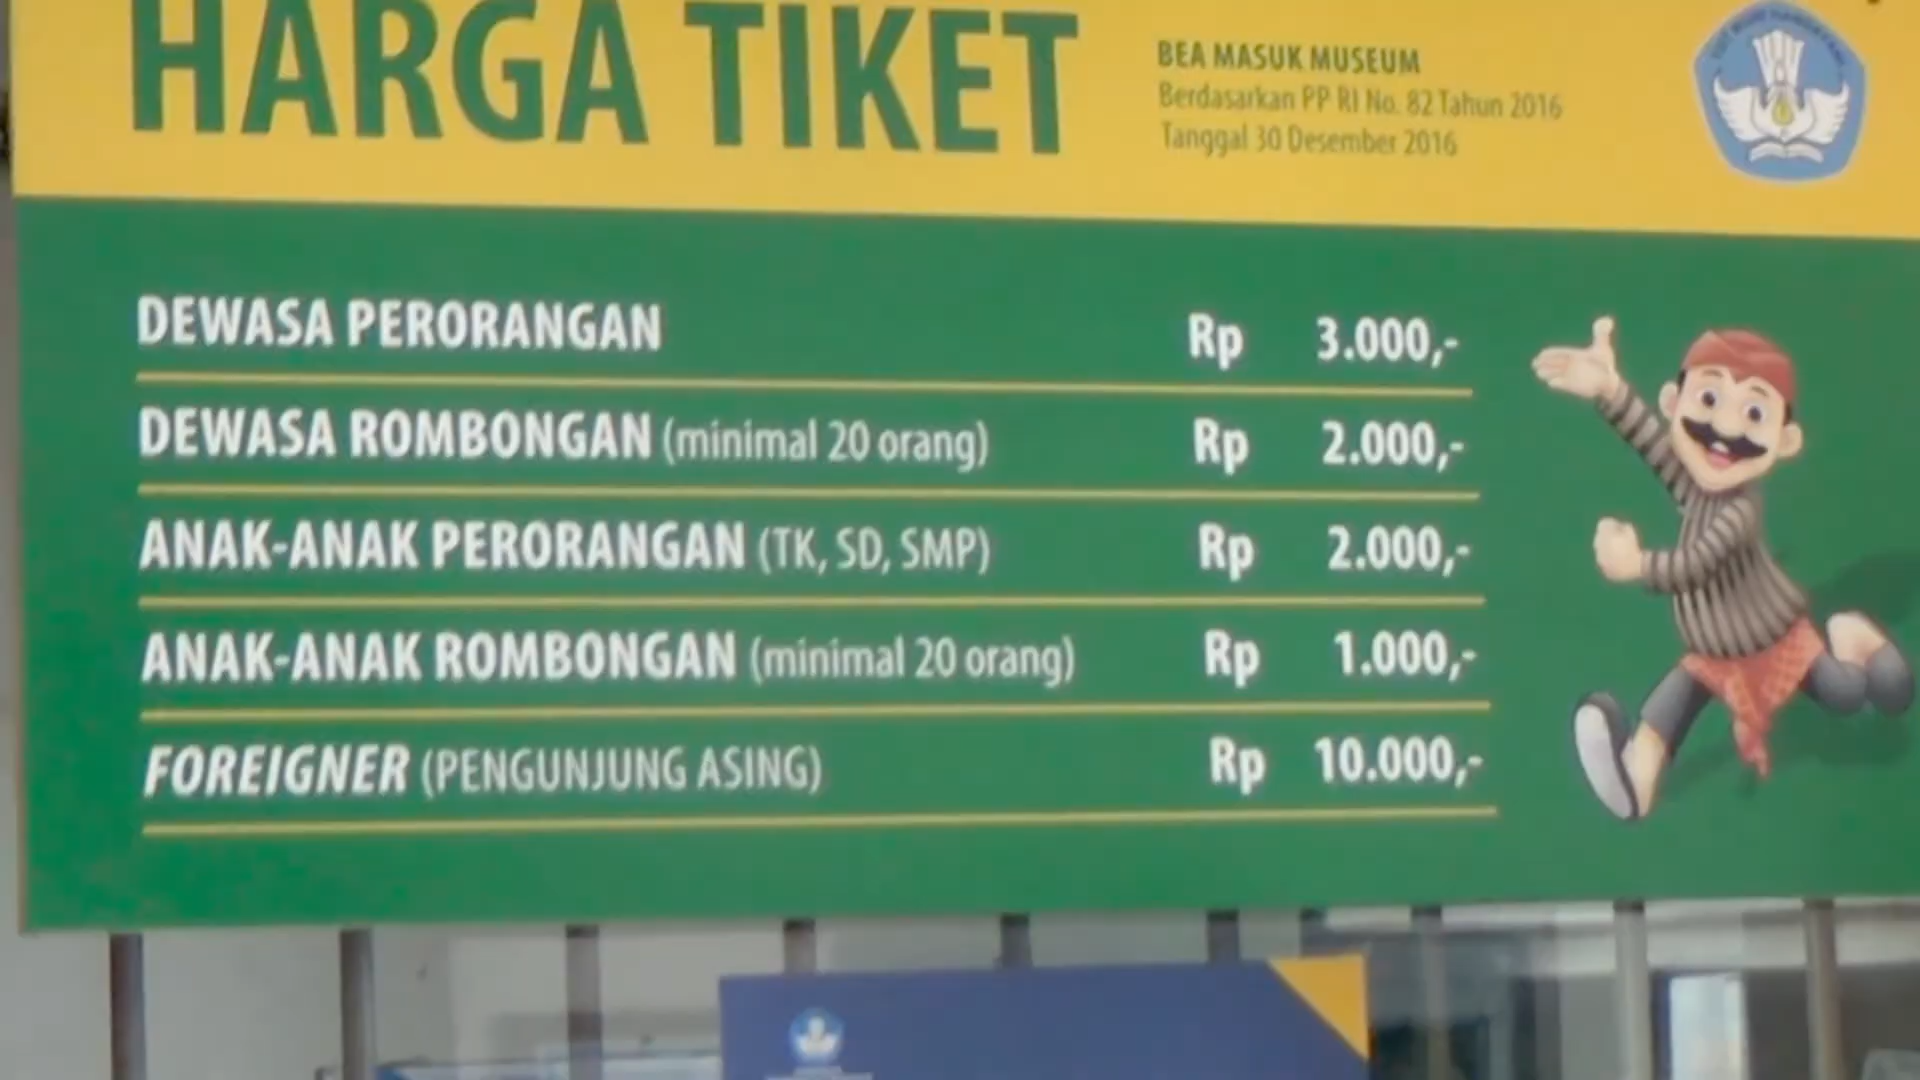 HARGA TIKET
BEA MASUK MUSEUM
Berdasarkan PP RI No. 82 Tahun 2016
Tanggal 30 Desember 2016
DEWASA PERORANGAN Rp 3.000,-
DEWASA ROMBONGAN (minimal 20 orang) Rp 2.000,-
ANAK-ANAK PERORANGAN (TK, SD, SMP) Rp 2.000,-
ANAK-ANAK ROMBONGAN (minimal 20 orang) Rp 1.000,-
FOREIGNER (PENGUNJUNG ASING) Rp 10.000,-